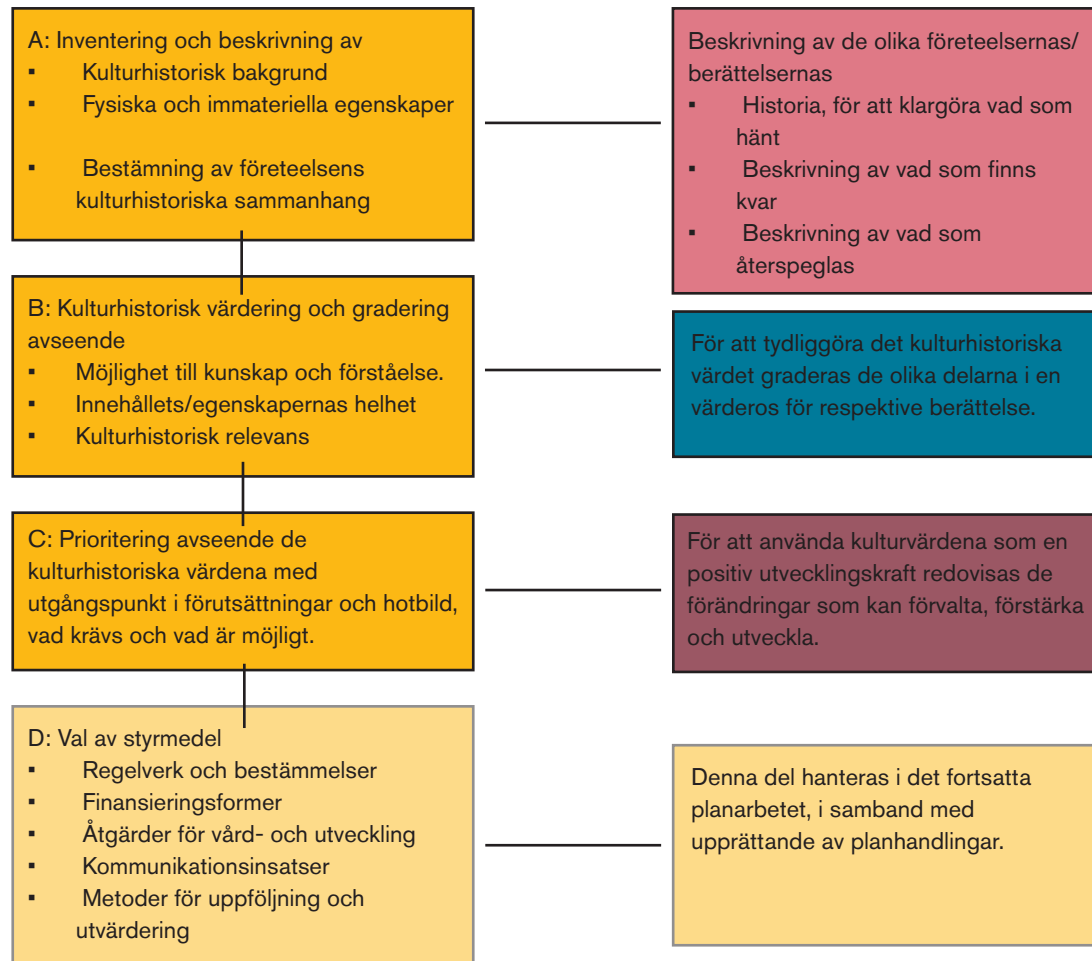 A: Inventering och beskrivning av
▪ Kulturhistorisk bakgrund
▪ Fysiska och immateriella egenskaper
▪ Bestämning av företeelsens
kulturhistoriska sammanhang
Beskrivning av de olika företeelsernas/
berättelsernas
▪ Historia, för att klargöra vad som
hänt
▪ Beskrivning av vad som finns
kvar
▪ Beskrivning av vad som
återspeglas
B: Kulturhistorisk värdering och gradering
avseende
▪ Möjlighet till kunskap och förståelse.
▪ Innehållets/egenskapernas helhet
▪ Kulturhistorisk relevans
För att tydliggöra det kulturhistoriska
värdet graderas de olika delarna i en
värderos för respektive berättelse.
C: Prioritering avseende de
kulturhistoriska värdena med
utgångspunkt i förutsättningar och hotbild,
vad krävs och vad är möjligt.
För att använda kulturvärdena som en
positiv utvecklingskraft redovisas de
förändringar som kan förvalta, förstärka
och utveckla.
D: Val av styrmedel
▪ Regelverk och bestämmelser
▪ Finansieringsformer
▪ Åtgärder för vård- och utveckling
▪ Kommunikationsinsatser
▪ Metoder för uppföljning och
utvärdering
Denna del hanteras i det fortsatta
planarbetet, i samband med
upprättande av planhandlingar.